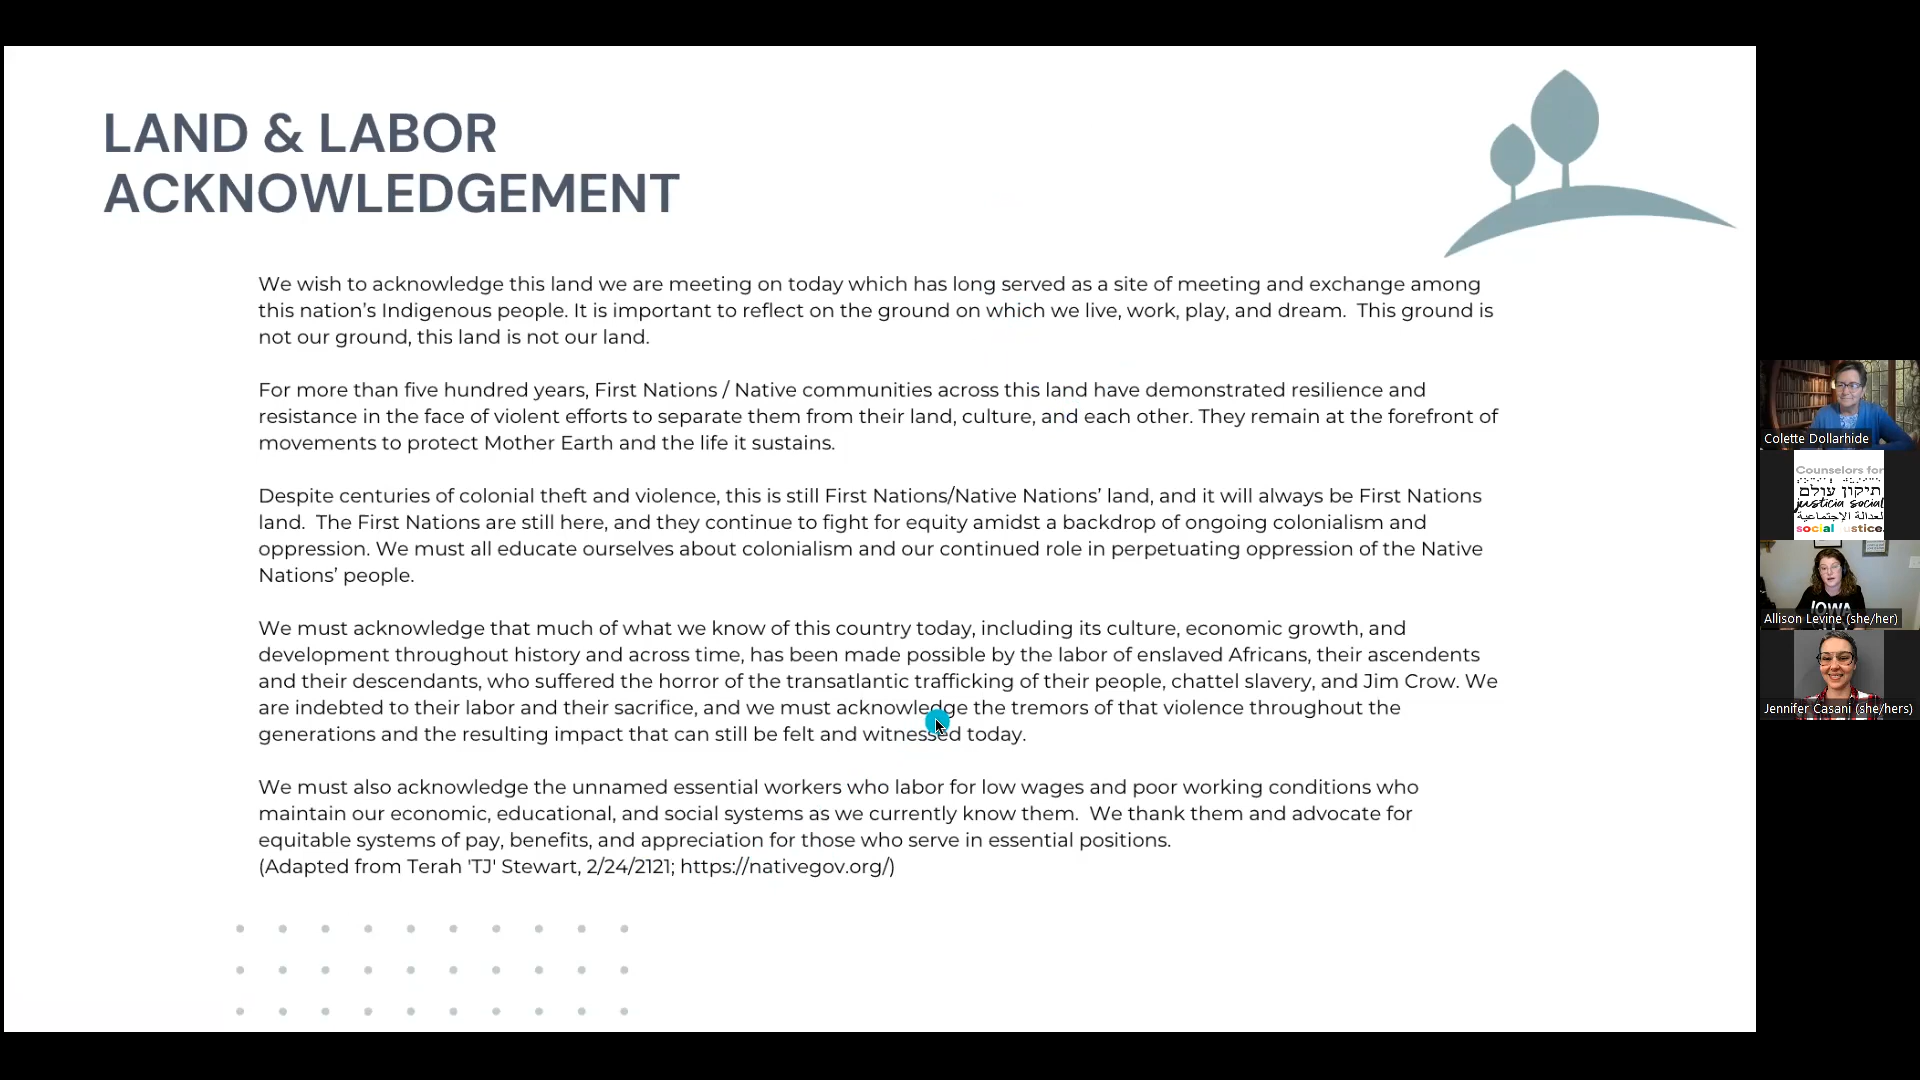 LAND & LABOR
ACKNOWLEDGEMENT
We wish to acknowledge this land we are meeting on today which has long served as a site of meeting and exchange among
this nation’s Indigenous people. It is important to reflect on the ground on which we live, work, play, and dream.  This ground is
not our ground, this land is not our land.
For more than five hundred years, First Nations / Native communities across this land have demonstrated resilience and
resistance in the face of violent efforts to separate them from their land, culture, and each other. They remain at the forefront of
movements to protect Mother Earth and the life it sustains.
Despite centuries of colonial theft and violence, this is still First Nations/Native Nations’ land, and it will always be First Nations
land.  The First Nations are still here, and they continue to fight for equity amidst a backdrop of ongoing colonialism and
oppression. We must all educate ourselves about colonialism and our continued role in perpetuating oppression of the Native
Nations’ people.
We must acknowledge that much of what we know of this country today, including its culture, economic growth, and
development throughout history and across time, has been made possible by the labor of enslaved Africans, their ascendents
and their descendants, who suffered the horror of the transatlantic trafficking of their people, chattel slavery, and Jim Crow. We
are indebted to their labor and their sacrifice, and we must acknowledge the tremors of that violence throughout the
generations and the resulting impact that can still be felt and witnessed today.
We must also acknowledge the unnamed essential workers who labor for low wages and poor working conditions who
maintain our economic, educational, and social systems as we currently know them.  We thank them and advocate for
equitable systems of pay, benefits, and appreciation for those who serve in essential positions.
(Adapted from Terah 'TJ' Stewart, 2/24/2121; https://nativegov.org/)
Colette Dollarhide
Counselors for
תיקון עולם
justicia social
لعدالة الإجتماعية
social
IOWA
Allison Levine (she/her)
Jennifer Casani (she/hers)